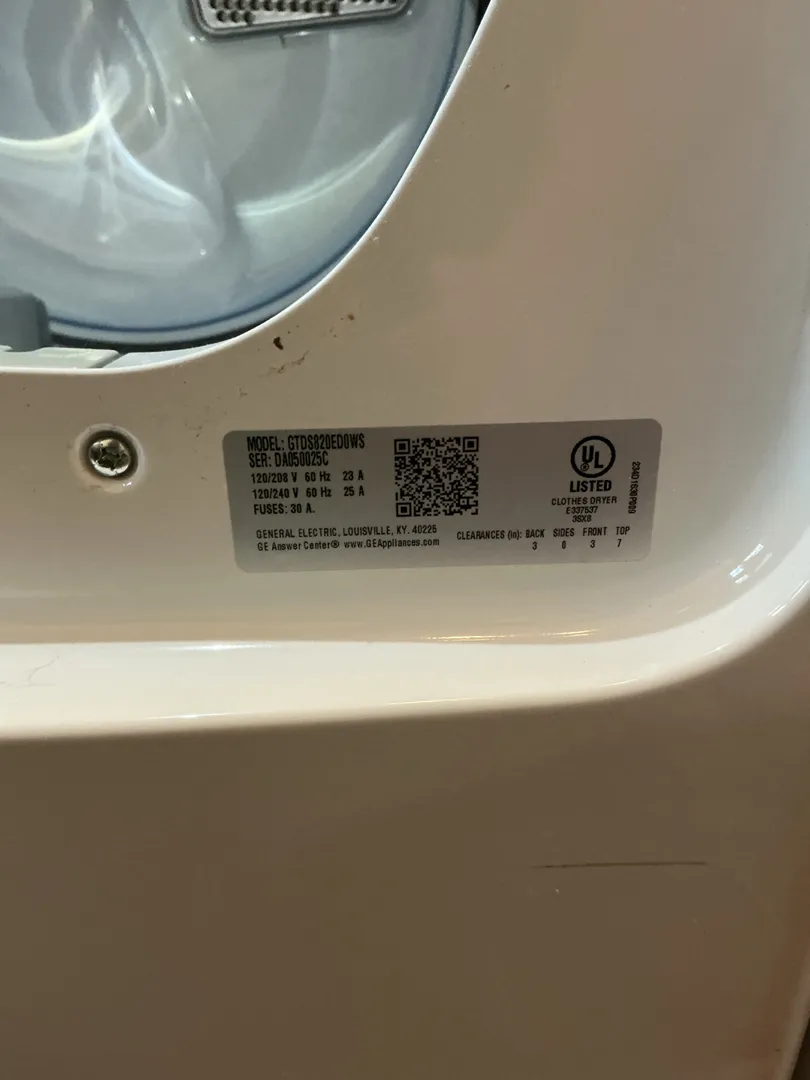 MODEL: GTDS820ED0WS
SER: DA050025C
120/208 V 60 Hz 23 A
120/240 V 60 Hz 25 A
FUSES: 30 A.
GENERAL ELECTRIC, LOUISVILLE, KY. 40225
GE Answer Center® www.GEAppliances.com
UL
LISTED
CLOTHES DRYER
E337537
3SX8
CLEARANCES (in): BACK SIDES FRONT TOP
3 0 3 7